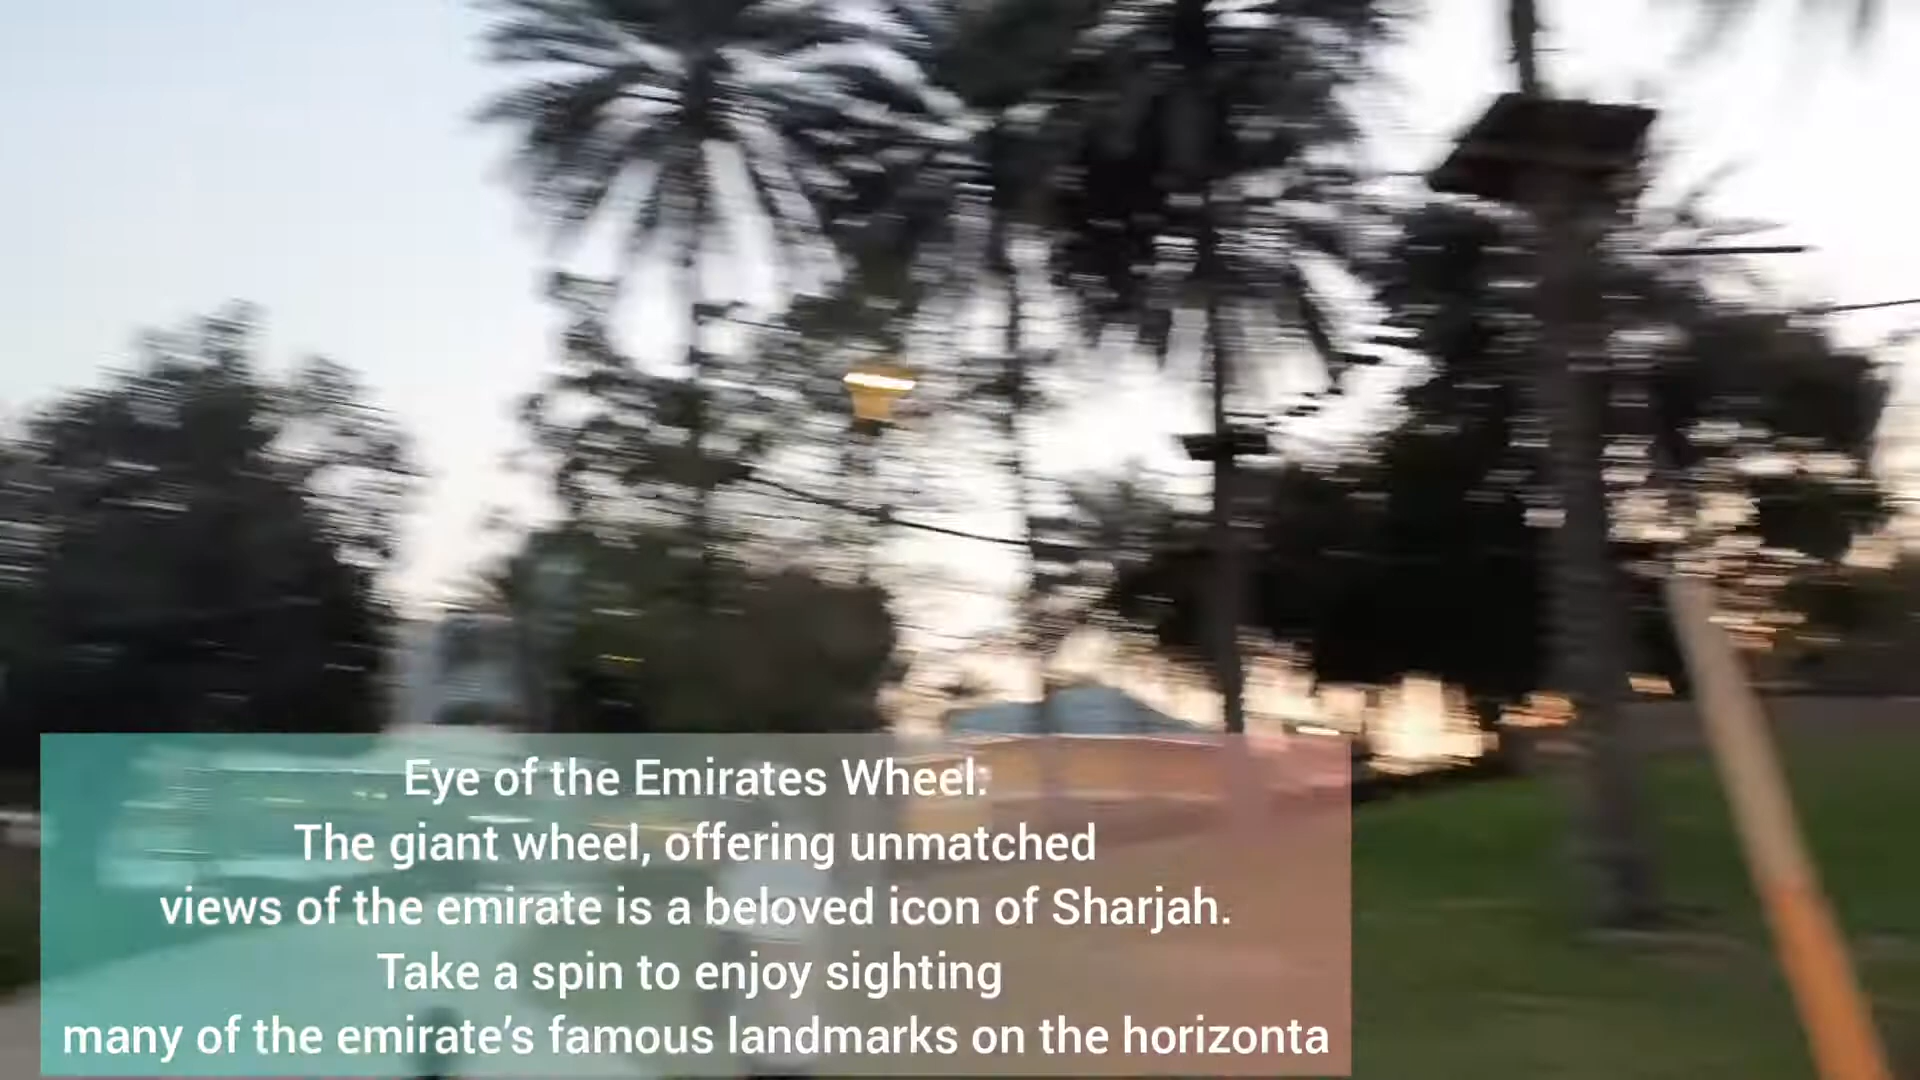 Eye of the Emirates Wheel:
The giant wheel, offering unmatched
views of the emirate is a beloved icon of Sharjah.
Take a spin to enjoy sighting
many of the emirate’s famous landmarks on the horizonta